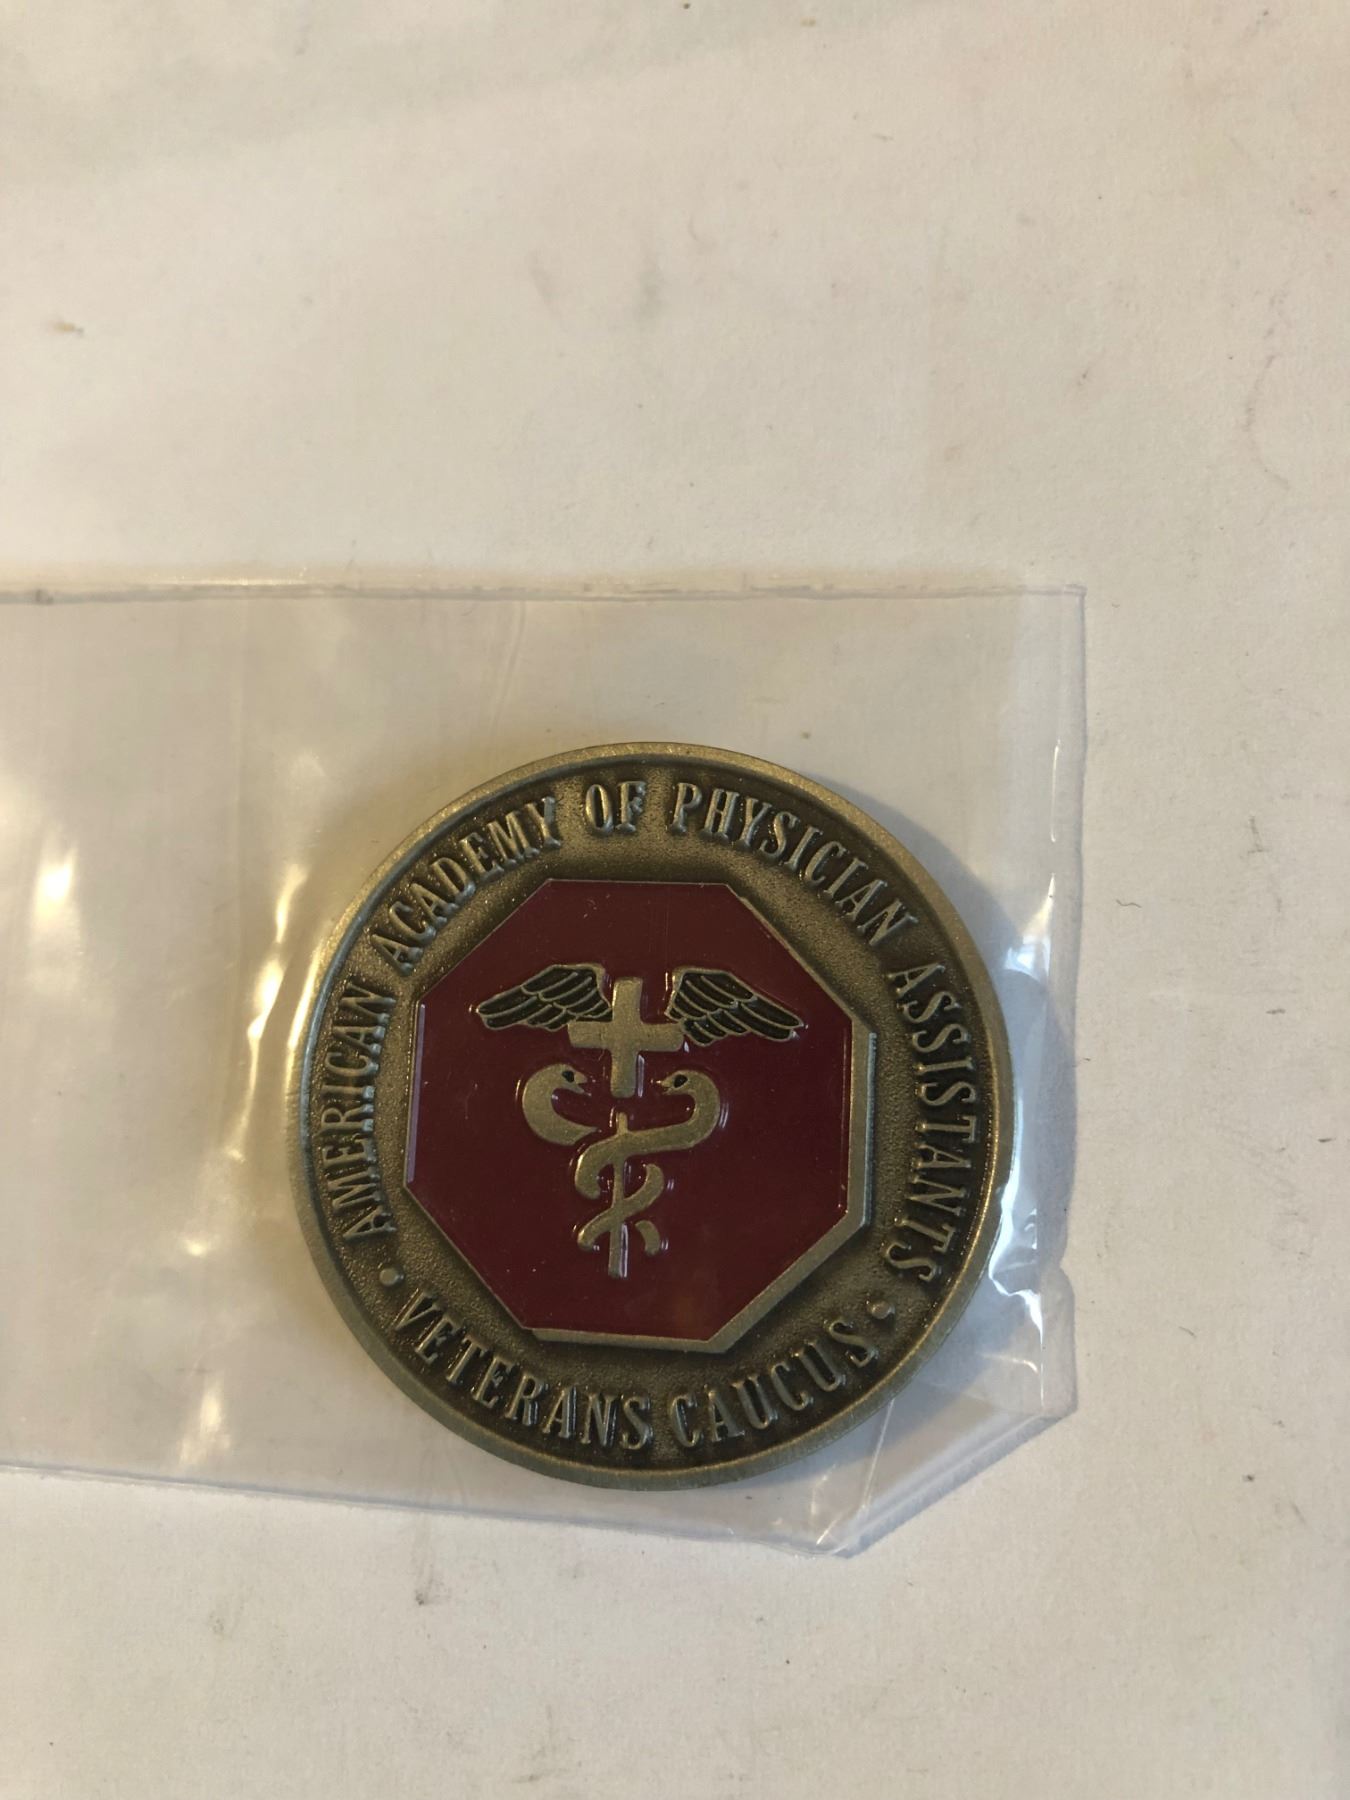 AMERICAN ACADEMY OF PHYSICIAN ASSISTANTS
• VETERANS CAUCUS •